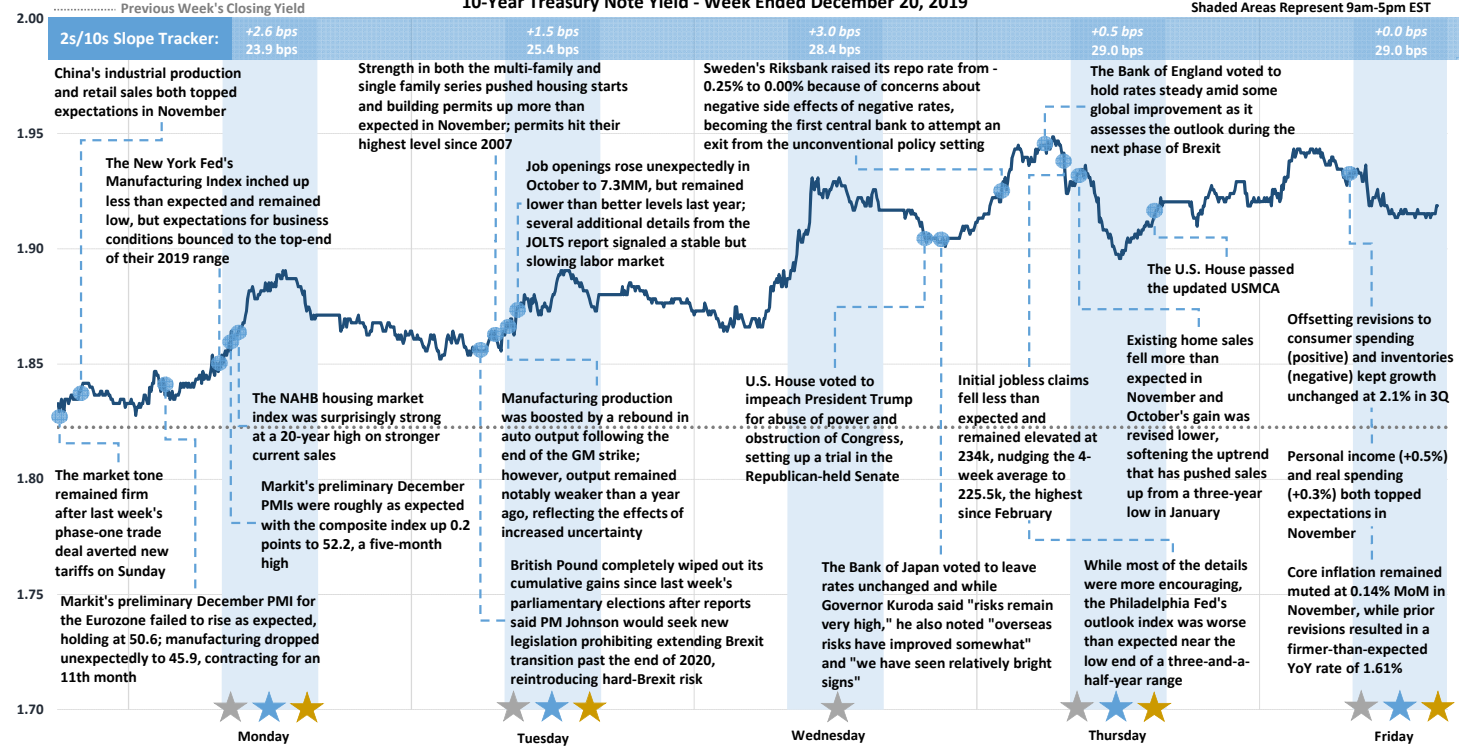 Previous Week's Closing Yield
10-Year Treasury Note Yield - Week Ended December 20, 2019
Shaded Areas Represent 9am-5pm EST
2s/10s Slope Tracker:
+2.6 bps
23.9 bps
+1.5 bps
25.4 bps
+3.0 bps
28.4 bps
+0.5 bps
29.0 bps
+0.0 bps
29.0 bps
2.00
1.95
1.90
1.85
1.80
1.75
1.70
China's industrial production
and retail sales both topped
expectations in November
The New York Fed's
Manufacturing Index inched up
less than expected and remained
low, but expectations for business
conditions bounced to the top-end
of their 2019 range
Strength in both the multi-family and
single family series pushed housing starts
and building permits up more than
expected in November; permits hit their
highest level since 2007
Job openings rose unexpectedly in
October to 7.3MM, but remained
lower than better levels last year;
several additional details from the
JOLTS report signaled a stable but
slowing labor market
Sweden's Riksbank raised its repo rate from -
0.25% to 0.00% because of concerns about
negative side effects of negative rates,
becoming the first central bank to attempt an
exit from the unconventional policy setting
The Bank of England voted to
hold rates steady amid some
global improvement as it
assesses the outlook during the
next phase of Brexit
The U.S. House passed
the updated USMCA
The market tone
remained firm
after last week's
phase-one trade
deal averted new
tariffs on Sunday
The NAHB housing market
index was surprisingly strong
at a 20-year high on stronger
current sales
Markit's preliminary December
PMIs were roughly as expected
with the composite index up 0.2
points to 52.2, a five-month
high
Markit's preliminary December PMI for
the Eurozone failed to rise as expected,
holding at 50.6; manufacturing dropped
unexpectedly to 45.9, contracting for an
11th month
Manufacturing production
was boosted by a rebound in
auto output following the
end of the GM strike;
however, output remained
notably weaker than a year
ago, reflecting the effects of
increased uncertainty
British Pound completely wiped out its
cumulative gains since last week's
parliamentary elections after reports
said PM Johnson would seek new
legislation prohibiting extending Brexit
transition past the end of 2020,
reintroducing hard-Brexit risk
U.S. House voted to
impeach President Trump
for abuse of power and
obstruction of Congress,
setting up a trial in the
Republican-held Senate
The Bank of Japan voted to leave
rates unchanged and while
Governor Kuroda said "risks remain
very high," he also noted "overseas
risks have improved somewhat"
and "we have seen relatively bright
signs"
Initial jobless claims
fell less than
expected and
remained elevated at
234k, nudging the 4-
week average to
225.5k, the highest
since February
Existing home sales
fell more than
expected in
November and
October's gain was
revised lower,
softening the uptrend
that has pushed sales
up from a three-year
low in January
While most of the details
were more encouraging,
the Philadelphia Fed's
outlook index was worse
than expected near the
low end of a three-and-a-
half-year range
Offsetting revisions to
consumer spending
(positive) and inventories
(negative) kept growth
unchanged at 2.1% in 3Q
Personal income (+0.5%)
and real spending
(+0.3%) both topped
expectations in
November
Core inflation remained
muted at 0.14% MoM in
November, while prior
revisions resulted in a
firmer-than-expected
YoY rate of 1.61%
Monday
Tuesday
Wednesday
Thursday
Friday